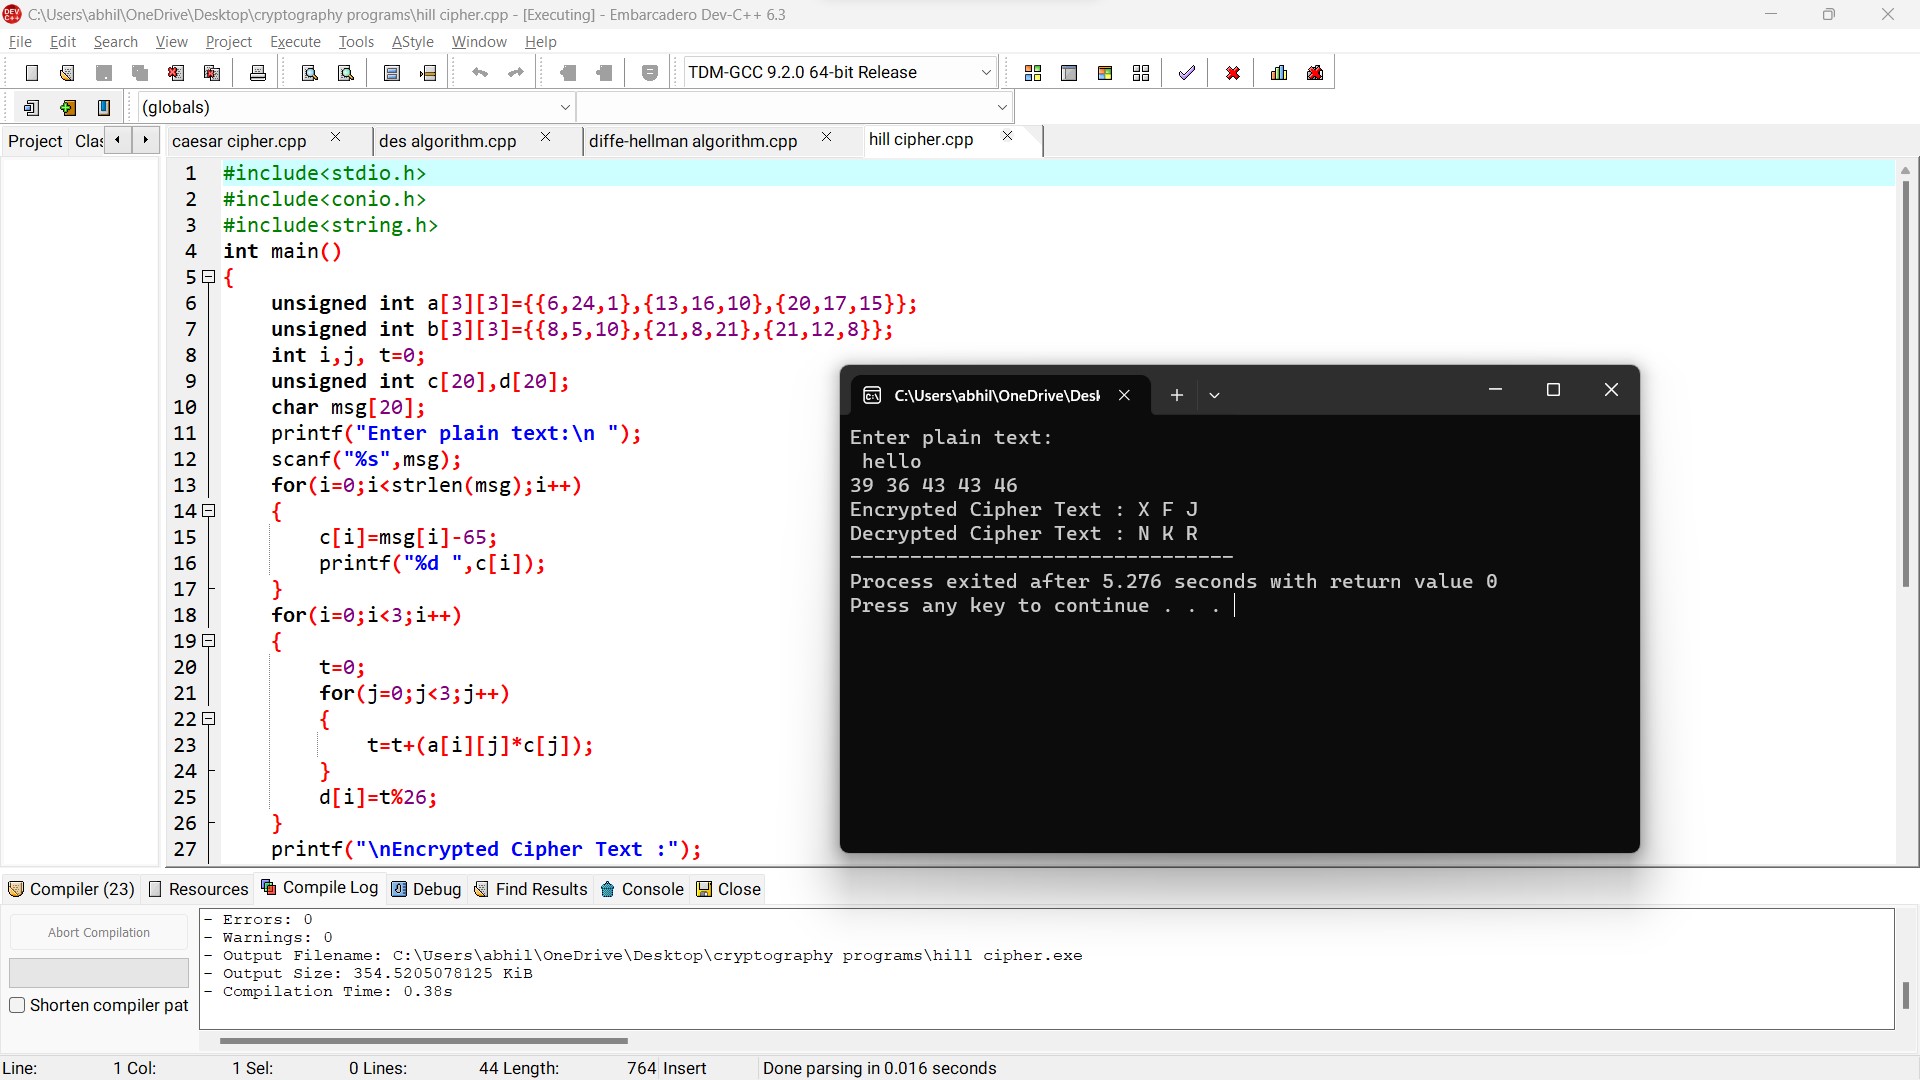 C:\Users\abhil\OneDrive\Desktop\cryptography programs\hill cipher.cpp - [Executing] - Embarcadero Dev-C++ 6.3
File Edit Search View Project Execute Tools AStyle Window Help
TDM-GCC 9.2.0 64-bit Release
(globals)
Project Clas caesar cipher.cpp des algorithm.cpp diffe-hellman algorithm.cpp hill cipher.cpp
1 #include<stdio.h>
2 #include<conio.h>
3 #include<string.h>
4 int main()
5 {
6 unsigned int a[3][3]={{6,24,1},{13,16,10},{20,17,15}};
7 unsigned int b[3][3]={{8,5,10},{21,8,21},{21,12,8}};
8 int i,j, t=0;
9 unsigned int c[20],d[20];
10 char msg[20];
11 printf("Enter plain text:\n ");
12 scanf("%s",msg);
13 for(i=0;i<strlen(msg);i++)
14 {
15 c[i]=msg[i]-65;
16 printf("%d ",c[i]);
17 }
18 for(i=0;i<3;i++)
19 {
20 t=0;
21 for(j=0;j<3;j++)
22 {
23 t=t+(a[i][j]*c[j]);
24 }
25 d[i]=t%26;
26 }
27 printf("\nEncrypted Cipher Text :");
C:\Users\abhil\OneDrive\Desk
Enter plain text:
hello
39 36 43 43 46
Encrypted Cipher Text : X F J
Decrypted Cipher Text : N K R
--------------------------------
Process exited after 5.276 seconds with return value 0
Press any key to continue . . .
Compiler (23) Resources Compile Log Debug Find Results Console Close
Abort Compilation
Shorten compiler pat
- Errors: 0
- Warnings: 0
- Output Filename: C:\Users\abhil\OneDrive\Desktop\cryptography programs\hill cipher.exe
- Output Size: 354.5205078125 KiB
- Compilation Time: 0.38s
Line: 1 Col: 1 Sel: 0 Lines: 44 Length: 764 Insert Done parsing in 0.016 seconds